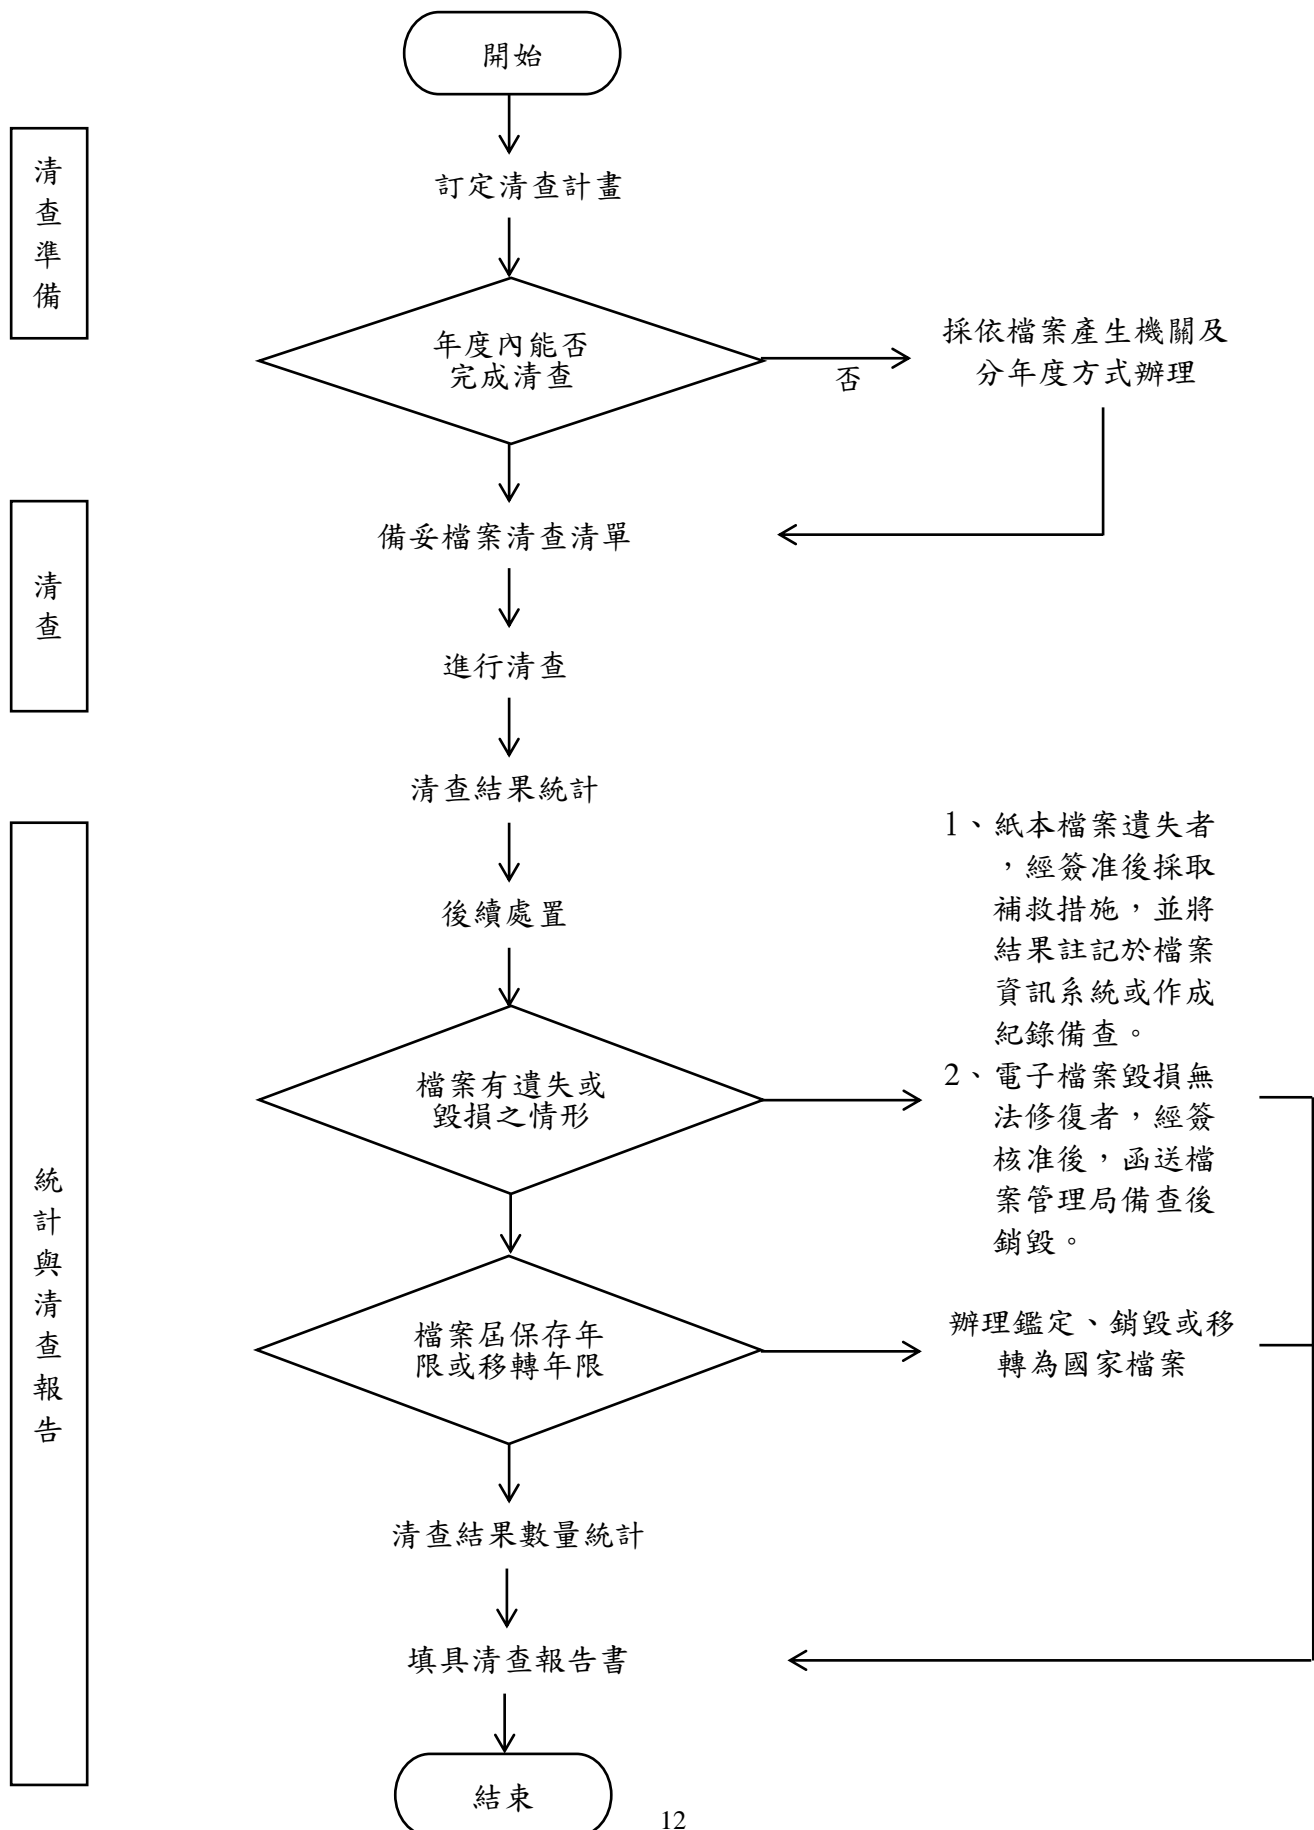 開始
清查準備
訂定清查計畫
年度內能否
完成清查
否
採依檔案產生機關及
分年度方式辦理
清查
備妥檔案清查清單
進行清查
清查結果統計
統計與清查報告
後續處置
檔案有遺失或
毀損之情形
1、紙本檔案遺失者
，經簽准後採取
補救措施，並將
結果註記於檔案
資訊系統或作成
紀錄備查。
2、電子檔案毀損無
法修復者，經簽
核准後，函送檔
案管理局備查後
銷毀。
檔案屆保存年
限或移轉年限
辦理鑑定、銷毀或移
轉為國家檔案
清查結果數量統計
填具清查報告書
結束
12